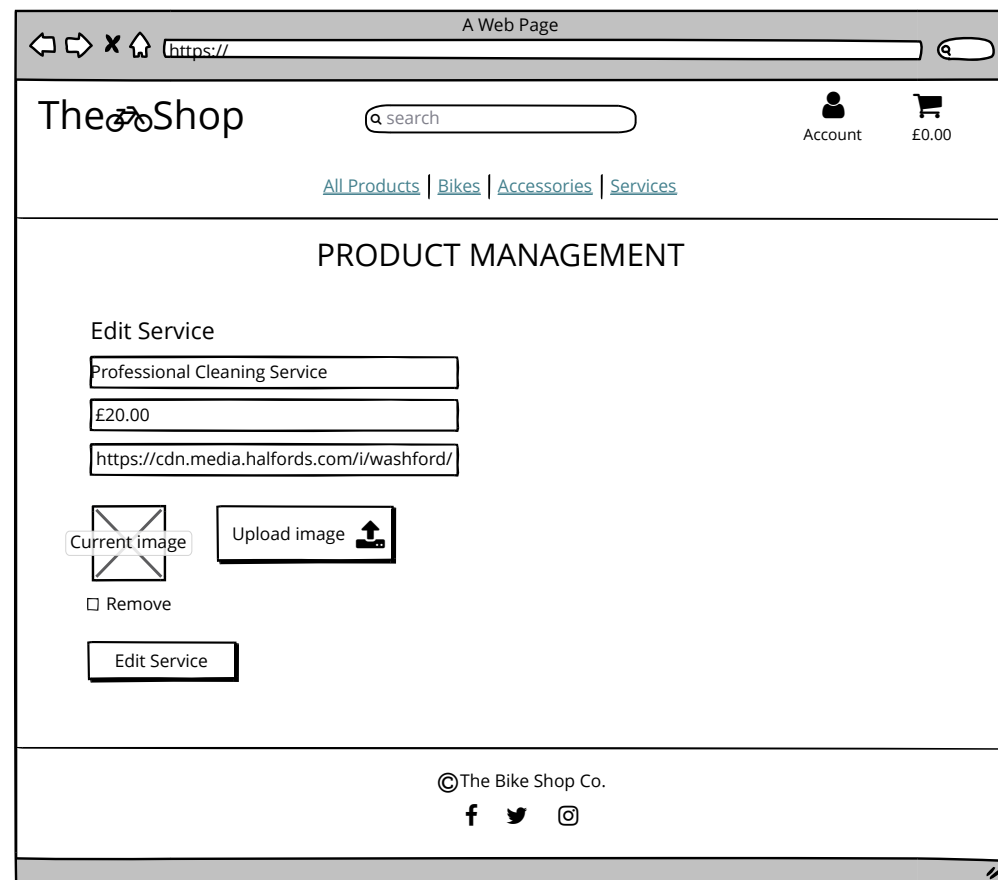 A Web Page
https://
The Shop
search
Account
£0.00
All Products | Bikes | Accessories | Services
PRODUCT MANAGEMENT
Edit Service
Professional Cleaning Service
£20.00
https://cdn.media.halfords.com/i/washford/
Current image
Upload image
Remove
Edit Service
©The Bike Shop Co.